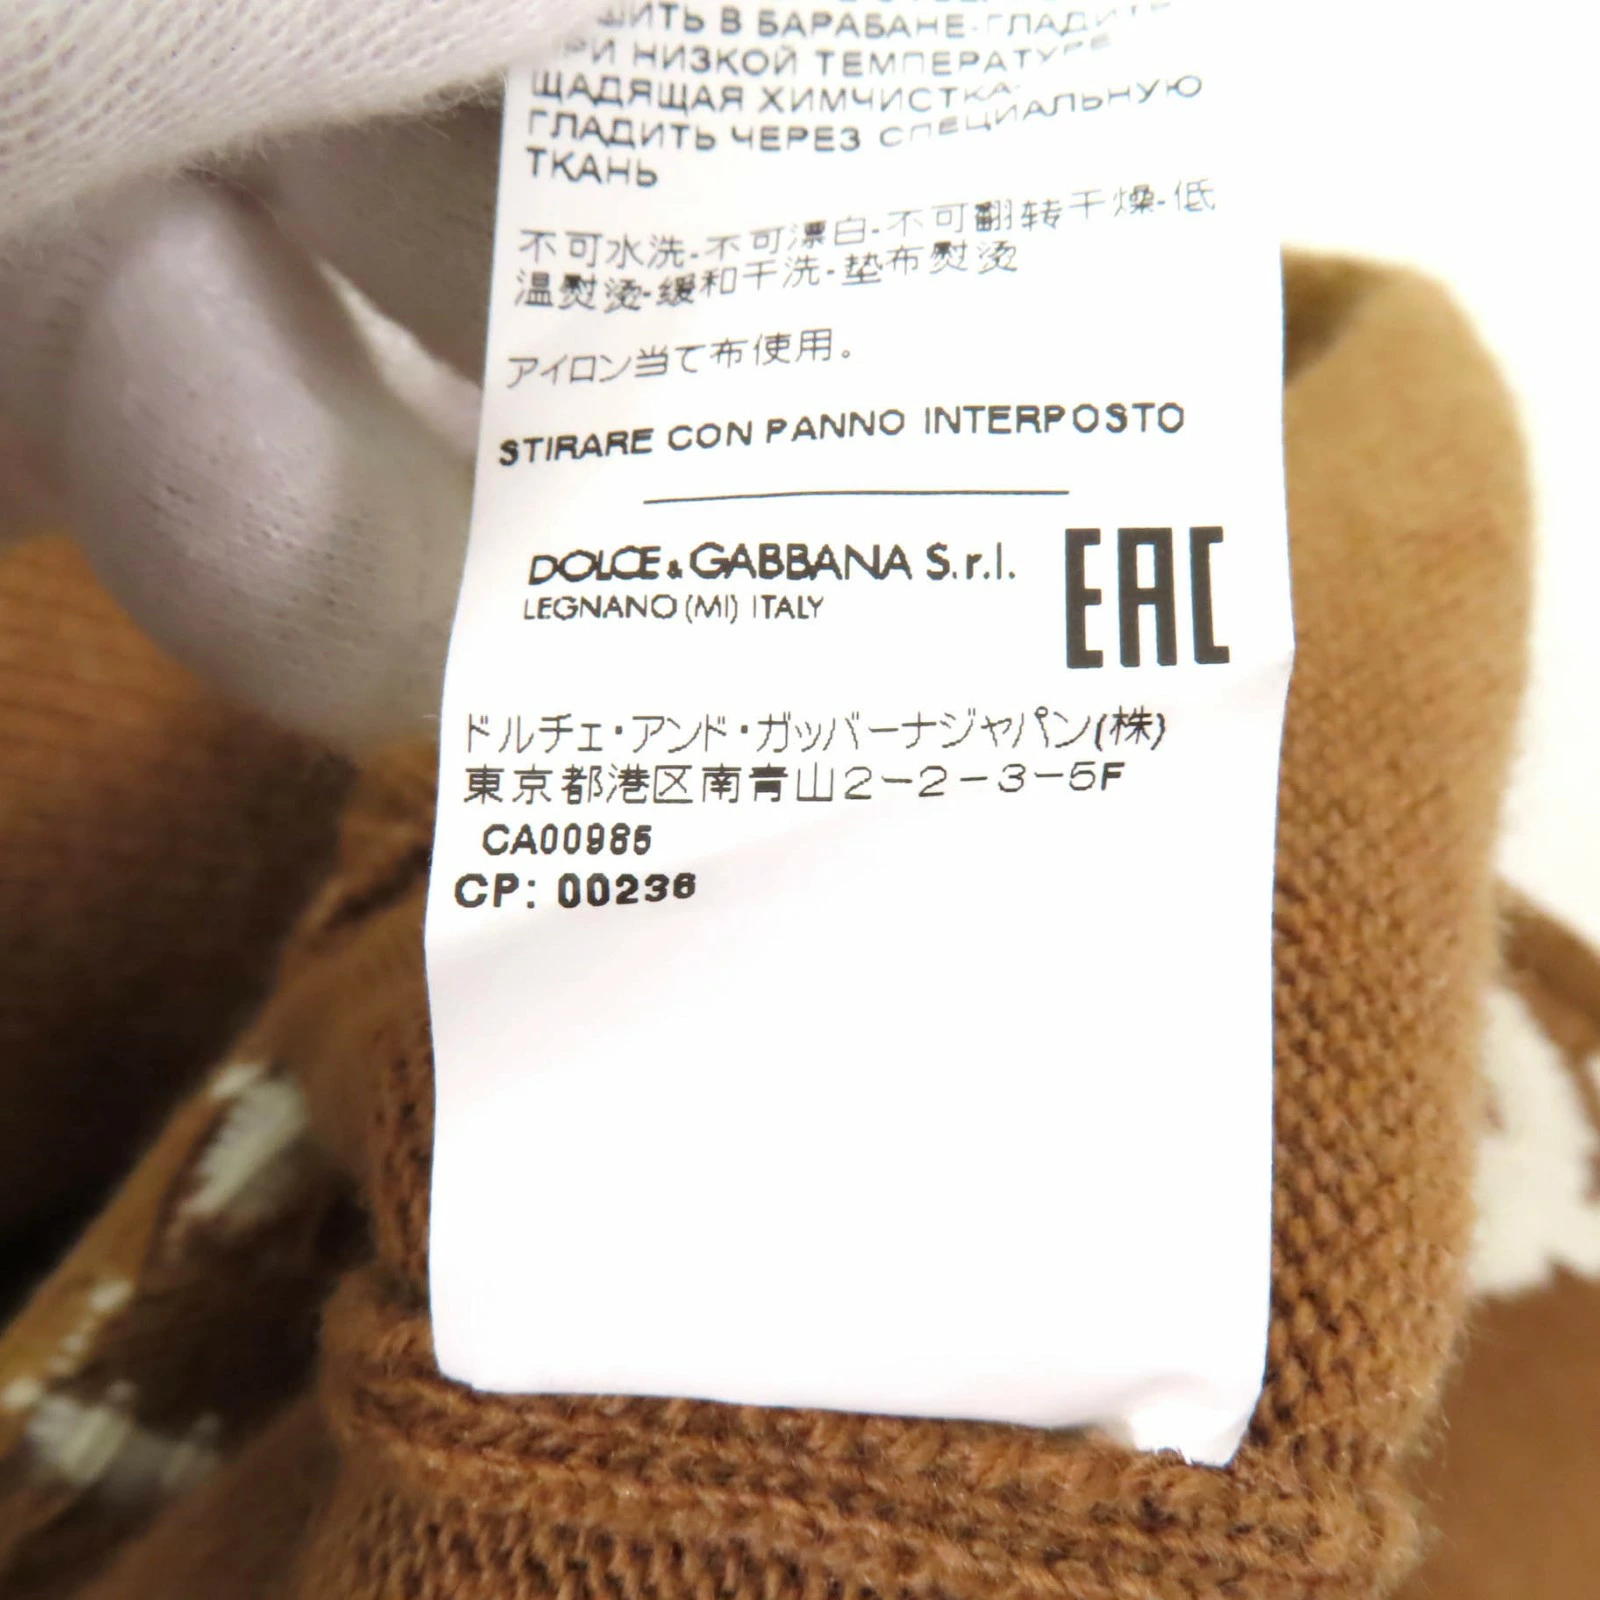 ШИТЬ В БАРАБАНЕ-ГЛАДИТЬ
ПРИ НИЗКОЙ ТЕМПЕРАТУРЕ
ЩАДЯЩАЯ ХИМЧИСТКА-
ГЛАДИТЬ ЧЕРЕЗ СПЕЦИАЛЬНУЮ
ТКАНЬ
不可水洗-不可漂白-不可翻转干燥-低
温熨烫-缓和干洗-垫布熨烫
アイロン当て布使用。
STIRARE CON PANNO INTERPOSTO
DOLCE & GABBANA S.r.l.
LEGNANO (MI) ITALY
EAC
ドルチェ・アンド・ガッバーナジャパン(株)
東京都港区南青山2-2-3-5F
CA00985
CP: 00236